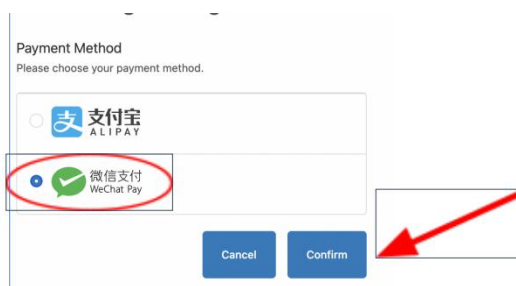 Payment Method
Please choose your payment method.
支付宝
ALIPAY
微信支付
WeChat Pay
Cancel
Confirm